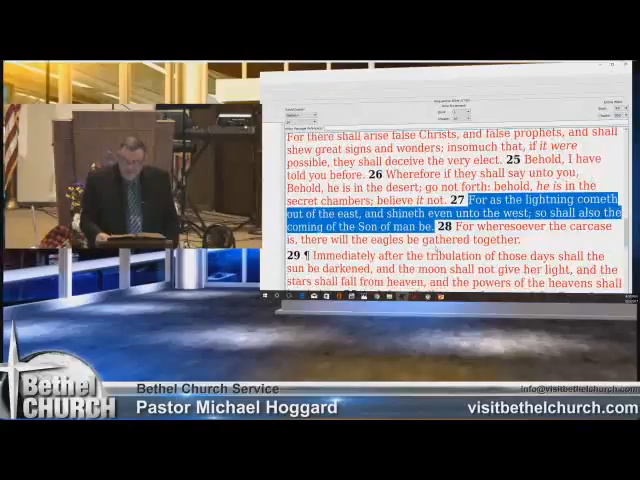 For there shall arise false Christs, and false prophets, and shall
shew great signs and wonders; insomuch that, if it were
possible, they shall deceive the very elect. 25 Behold, I have
told you before. 26 Wherefore if they shall say unto you,
Behold, he is in the desert; go not forth: behold, he is in the
secret chambers; believe it not. 27 For as the lightning cometh
out of the east, and shineth even unto the west; so shall also the
coming of the Son of man be. 28 For wheresoever the carcase
is, there will the eagles be gathered together.
29 ¶ Immediately after the tribulation of those days shall the
sun be darkened, and the moon shall not give her light, and the
stars shall fall from heaven, and the powers of the heavens shall
Bethel
CHURCH
Bethel Church Service
info@visitbethelchurch.com
Pastor Michael Hoggard
visitbethelchurch.com